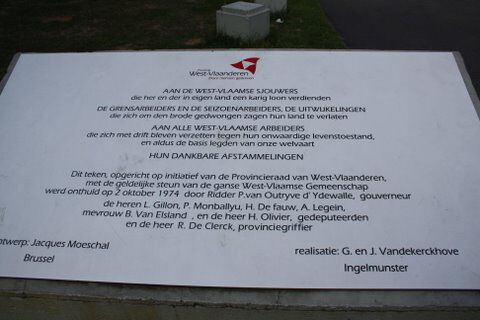 West-Vlaanderen
Door mensen gedreven
AAN DE WEST-VLAAMSE SJOUWERS
die her en der in eigen land een karig loon verdienden
DE GRENSARBEIDERS EN DE SEIZOENARBEIDERS, DE UITWIJKELINGEN
die zich om den brode gedwongen zagen hun land te verlaten
AAN ALLE WEST-VLAAMSE ARBEIDERS
die zich met drift bleven verzetten tegen hun onwaardige levenstoestand,
en aldus de basis legden van onze welvaart
HUN DANKBARE AFSTAMMELINGEN
Dit teken, opgericht op initiatief van de Provincieraad van West-Vlaanderen,
met de geldelijke steun van de ganse West-Vlaamse Gemeenschap
werd onthuld op 2 oktober 1974 door Ridder P.van Outryve d'Ydewalle, gouverneur
de heren L. Gillon, P. Monballyu, H. De fauw, A. Legein,
mevrouw B. Van Elsland , en de heer H. Olivier, gedeputeerden
en de heer R. De Clerck, provinciegriffier
ontwerp: Jacques Moeschal
Brussel
realisatie: G. en J. Vandekerckhove
Ingelmunster